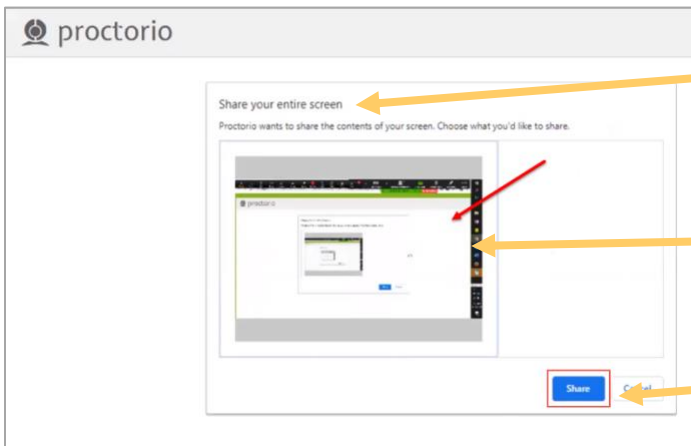 proctorio
Share your entire screen
Proctorio wants to share the contents of your screen. Choose what you'd like to share.
proctorio
Share